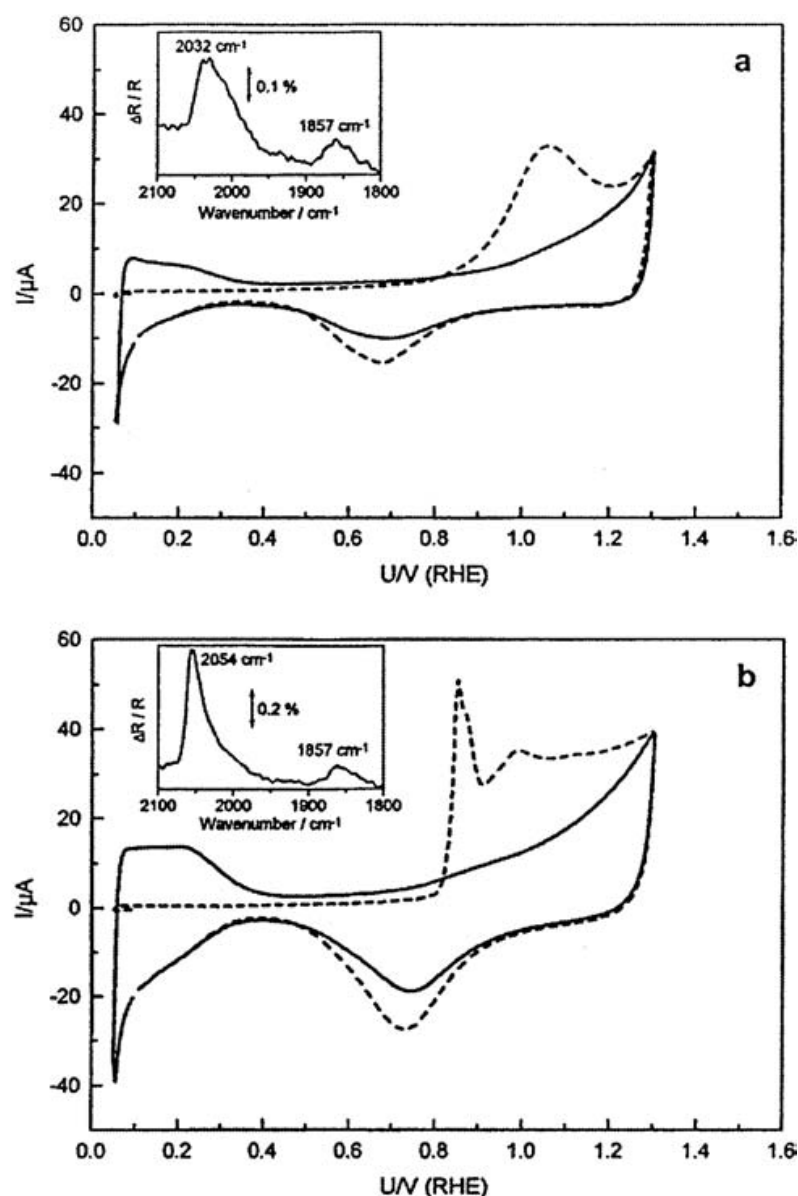 60
40
20
0
-20
-40
I/µA
0.0 0.2 0.4 0.6 0.8 1.0 1.2 1.4 1.6
U/V (RHE)
a
2032 cm-1
0.1 %
1857 cm-1
ΔR / R
2100 2000 1900 1800
Wavenumber / cm-1
60
40
20
0
-20
-40
I/µA
0.0 0.2 0.4 0.6 0.8 1.0 1.2 1.4 1.6
U/V (RHE)
b
2054 cm-1
0.2 %
1857 cm-1
ΔR / R
2100 2000 1900 1800
Wavenumber / cm-1